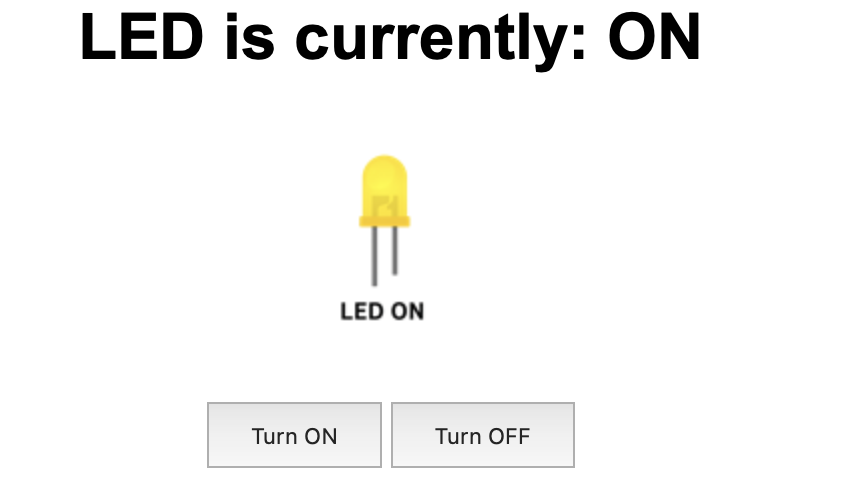 LED is currently: ON
LED ON
Turn ON Turn OFF